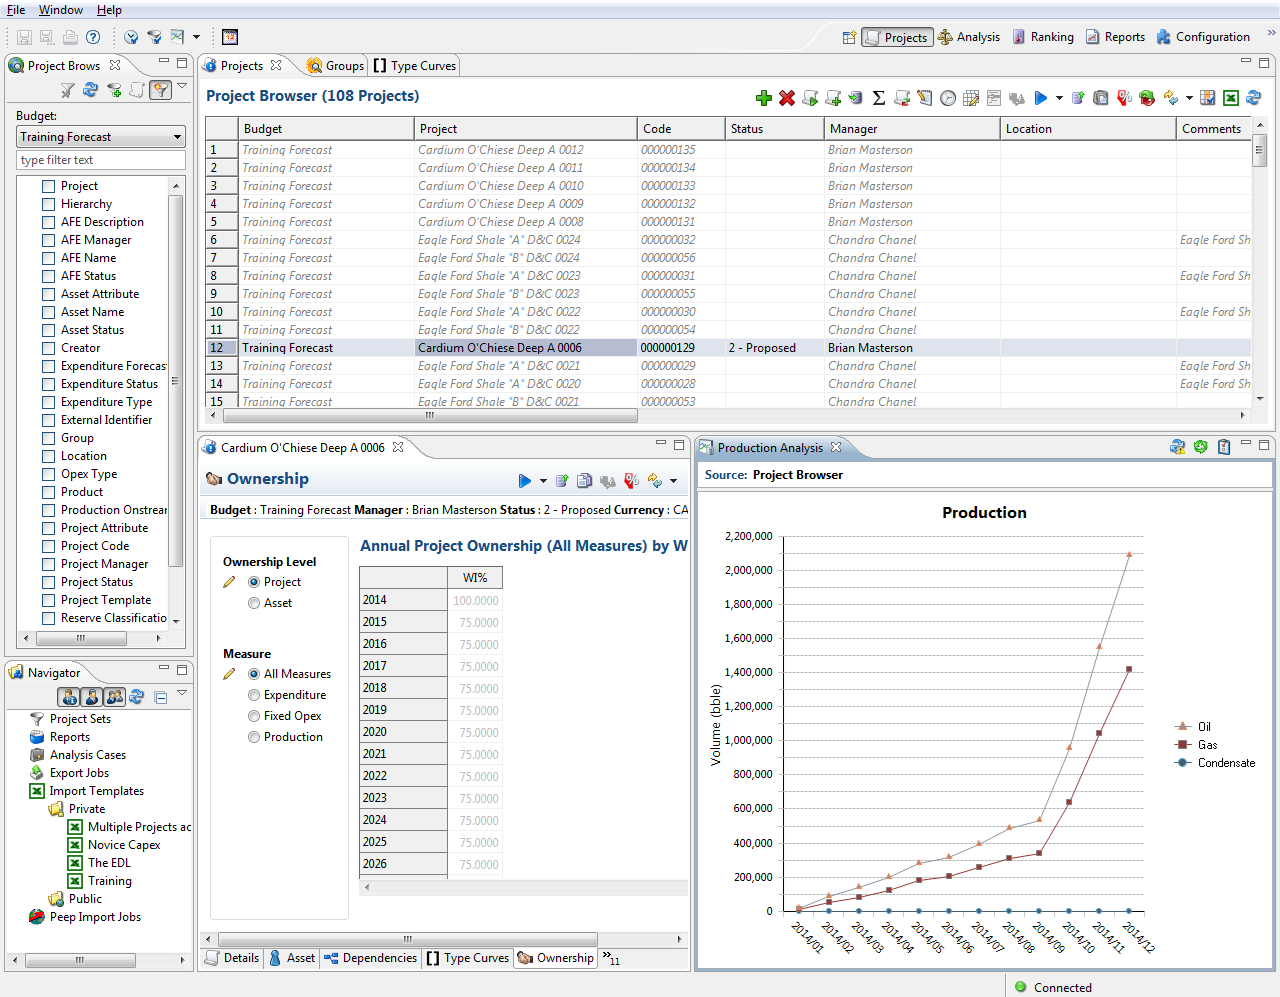 File Window Help
Projects Analysis Ranking Reports Configuration »
Project Brows
Budget:
Training Forecast
type filter text
Project
Hierarchy
AFE Description
AFE Manager
AFE Name
AFE Status
Asset Attribute
Asset Name
Asset Status
Creator
Expenditure Forecas
Expenditure Status
Expenditure Type
External Identifier
Group
Location
Opex Type
Product
Production Onstrear
Project Attribute
Project Code
Project Manager
Project Status
Project Template
Reserve Classificatio
Navigator
Project Sets
Reports
Analysis Cases
Export Jobs
Import Templates
Private
Multiple Projects ac
Novice Capex
The EDL
Training
Public
Peep Import Jobs
Projects Groups Type Curves
Project Browser (108 Projects)
Budget Project Code Status Manager Location Comments
1 Training Forecast Cardium O'Chiese Deep A 0012 000000135 Brian Masterson
2 Training Forecast Cardium O'Chiese Deep A 0011 000000134 Brian Masterson
3 Training Forecast Cardium O'Chiese Deep A 0010 000000133 Brian Masterson
4 Training Forecast Cardium O'Chiese Deep A 0009 000000132 Brian Masterson
5 Training Forecast Cardium O'Chiese Deep A 0008 000000131 Brian Masterson
6 Training Forecast Eagle Ford Shale "A" D&C 0024 000000032 Chandra Chanel Eagle Ford Sh
7 Training Forecast Eagle Ford Shale "B" D&C 0024 000000056 Chandra Chanel
8 Training Forecast Eagle Ford Shale "A" D&C 0023 000000031 Chandra Chanel Eagle Ford Sh
9 Training Forecast Eagle Ford Shale "B" D&C 0023 000000055 Chandra Chanel
10 Training Forecast Eagle Ford Shale "A" D&C 0022 000000030 Chandra Chanel Eagle Ford Sh
11 Training Forecast Eagle Ford Shale "B" D&C 0022 000000054 Chandra Chanel
12 Training Forecast Cardium O'Chiese Deep A 0006 000000129 2 - Proposed Brian Masterson
13 Training Forecast Eagle Ford Shale "A" D&C 0021 000000029 Chandra Chanel Eagle Ford Sh
14 Training Forecast Eagle Ford Shale "A" D&C 0020 000000028 Chandra Chanel Eagle Ford Sh
15 Training Forecast Eagle Ford Shale "B" D&C 0021 000000053 Chandra Chanel
Cardium O'Chiese Deep A 0006
Ownership
Budget : Training Forecast Manager : Brian Masterson Status : 2 - Proposed Currency : CA
Ownership Level
Project
Asset
Measure
All Measures
Expenditure
Fixed Opex
Production
Annual Project Ownership (All Measures) by W
WI%
2014 100.0000
2015 75.0000
2016 75.0000
2017 75.0000
2018 75.0000
2019 75.0000
2020 75.0000
2021 75.0000
2022 75.0000
2023 75.0000
2024 75.0000
2025 75.0000
2026 75.0000
Details Asset Dependencies Type Curves Ownership »11
Production Analysis
Source: Project Browser
Production
Volume (bble)
2,200,000
2,000,000
1,800,000
1,600,000
1,400,000
1,200,000
1,000,000
800,000
600,000
400,000
200,000
0
2014/01 2014/02 2014/03 2014/04 2014/05 2014/06 2014/07 2014/08 2014/09 2014/10 2014/11 2014/12
Oil
Gas
Condensate
Connected